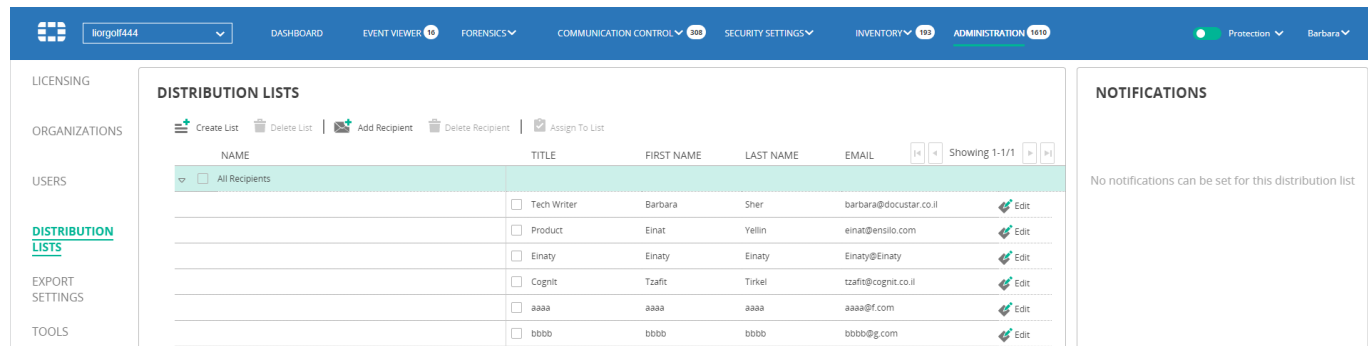 liorgolf444
DASHBOARD
EVENT VIEWER 16
FORENSICS
COMMUNICATION CONTROL 308
SECURITY SETTINGS
INVENTORY 193
ADMINISTRATION 1610
Protection
Barbara
LICENSING
ORGANIZATIONS
USERS
DISTRIBUTION
LISTS
EXPORT
SETTINGS
TOOLS
DISTRIBUTION LISTS
Create List Delete List Add Recipient Delete Recipient Assign To List
NAME TITLE FIRST NAME LAST NAME EMAIL Showing 1-1/1
All Recipients
Tech Writer Barbara Sher barbara@docustar.co.il Edit
Product Einat Yellin einat@ensilo.com Edit
Einaty Einaty Einaty Einaty@Einaty Edit
CognIt Tzafit Tirkel tzafit@cognit.co.il Edit
aaaa aaaa aaaa aaaa@f.com Edit
bbbb bbbb bbbb bbbb@g.com Edit
NOTIFICATIONS
No notifications can be set for this distribution list